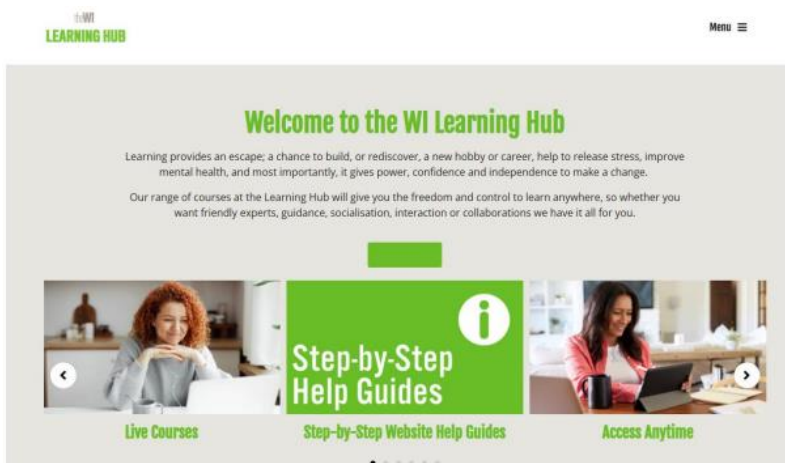 theWI
LEARNING HUB
Menu
Welcome to the WI Learning Hub
Learning provides an escape; a chance to build, or rediscover, a new hobby or career, help to release stress, improve
mental health, and most importantly, it gives power, confidence and independence to make a change.
Our range of courses at the Learning Hub will give you the freedom and control to learn anywhere, so whether you
want friendly experts, guidance, socialisation, interaction or collaborations we have it all for you.
i
Step-by-Step
Help Guides
Live Courses
Step-by-Step Website Help Guides
Access Anytime